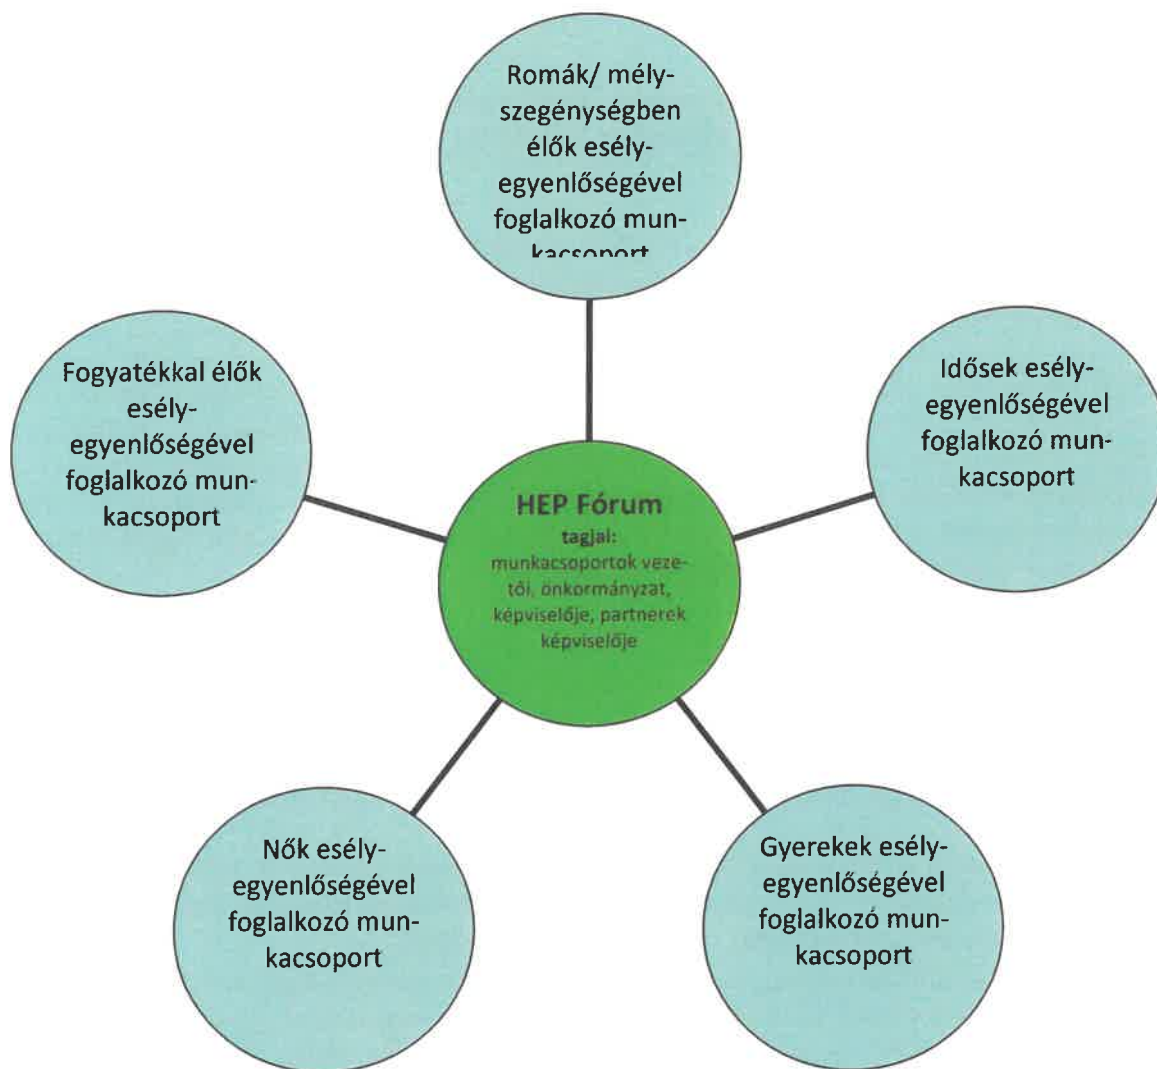 Romák/ mély-
szegénységben
élők esély-
egyenlőségével
foglalkozó mun-
kacsoport
Fogyatékkal élők
esély-
egyenlőségével
foglalkozó mun-
kacsoport
Idősek esély-
egyenlőségével
foglalkozó mun-
kacsoport
HEP Fórum
tagjai:
munkacsoportok veze-
tői, önkormányzat,
képviselője, partnerek
képviselője
Nők esély-
egyenlőségével
foglalkozó mun-
kacsoport
Gyerekek esély-
egyenlőségével
foglalkozó mun-
kacsoport